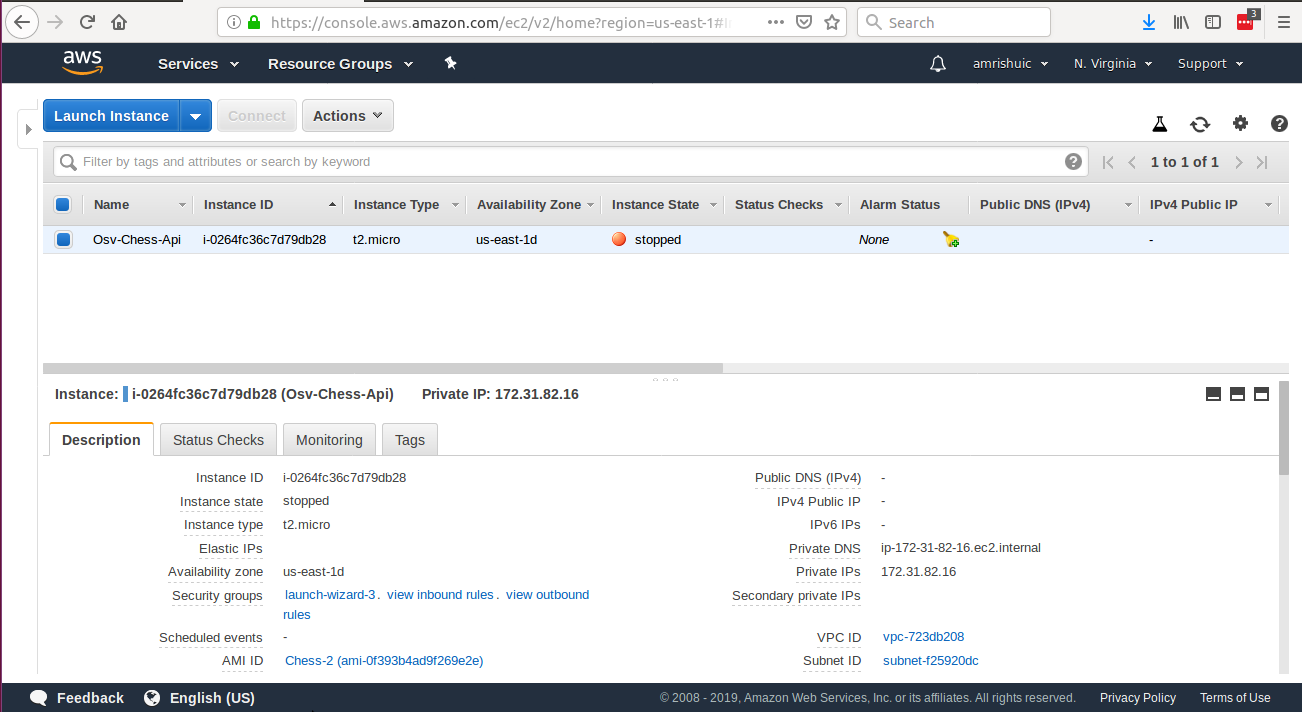 https://console.aws.amazon.com/ec2/v2/home?region=us-east-1#
Search
3
aws Services Resource Groups amrishuic N. Virginia Support
Launch Instance Connect Actions
Filter by tags and attributes or search by keyword 1 to 1 of 1
Name Instance ID Instance Type Availability Zone Instance State Status Checks Alarm Status Public DNS (IPv4) IPv4 Public IP
Osv-Chess-Api i-0264fc36c7d79db28 t2.micro us-east-1d stopped None -
Instance: i-0264fc36c7d79db28 (Osv-Chess-Api) Private IP: 172.31.82.16
Description Status Checks Monitoring Tags
Instance ID i-0264fc36c7d79db28 Public DNS (IPv4) -
Instance state stopped IPv4 Public IP -
Instance type t2.micro IPv6 IPs -
Elastic IPs Private DNS ip-172-31-82-16.ec2.internal
Availability zone us-east-1d Private IPs 172.31.82.16
Security groups launch-wizard-3. view inbound rules. view outbound Secondary private IPs
rules
Scheduled events - VPC ID vpc-723db208
AMI ID Chess-2 (ami-0f393b4ad9f269e2e) Subnet ID subnet-f25920dc
Feedback English (US) © 2008 - 2019, Amazon Web Services, Inc. or its affiliates. All rights reserved. Privacy Policy Terms of Use